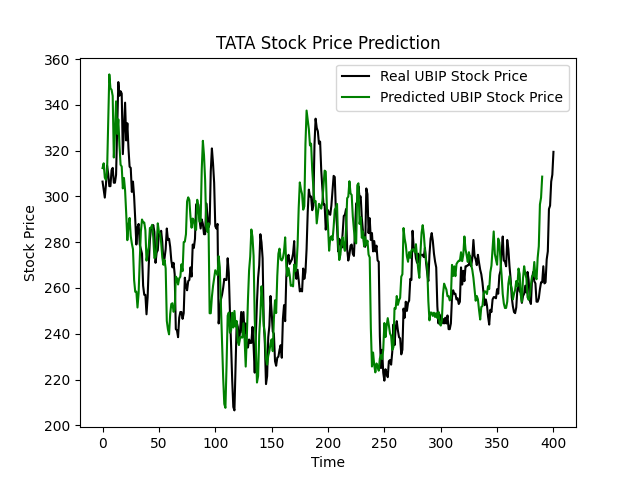 TATA Stock Price Prediction
Real UBIP Stock Price
Predicted UBIP Stock Price
Stock Price
360
340
320
300
280
260
240
220
200
0 50 100 150 200 250 300 350 400
Time